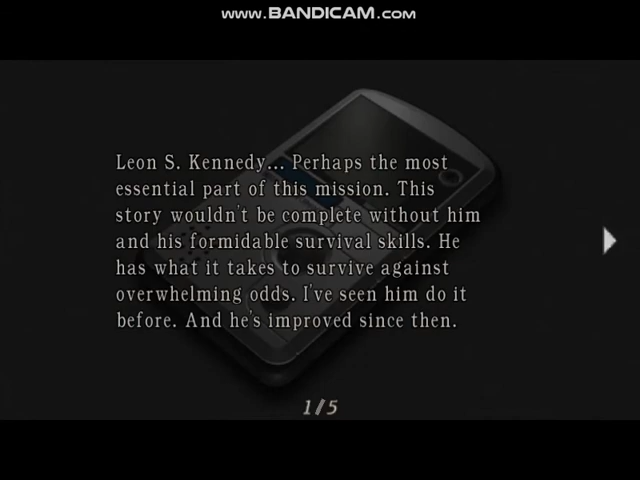 www.BANDICAM.com
Leon S. Kennedy... Perhaps the most
essential part of this mission. This
story wouldn't be complete without him
and his formidable survival skills. He
has what it takes to survive against
overwhelming odds. I've seen him do it
before. And he's improved since then.
1/5